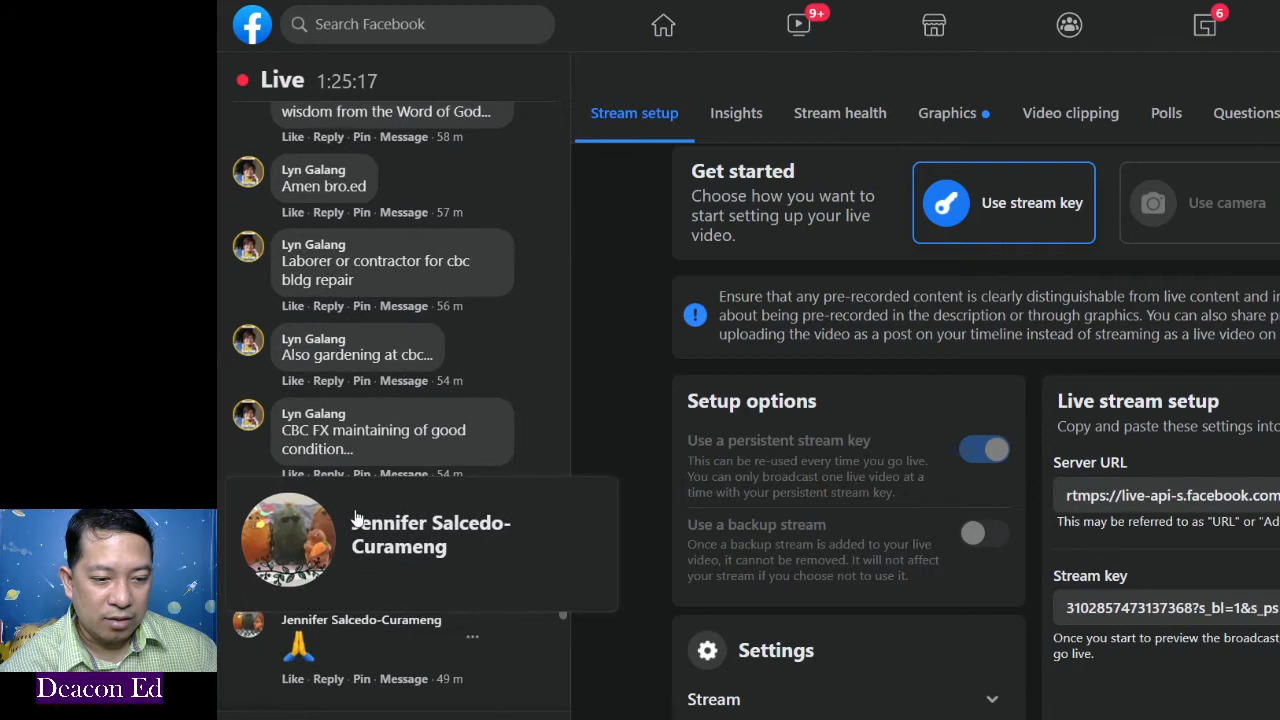 Search Facebook
9+
6
Live 1:25:17
wisdom from the Word of God...
Like · Reply · Pin · Message · 58 m
Lyn Galang
Amen bro.ed
Like · Reply · Pin · Message · 57 m
Lyn Galang
Laborer or contractor for cbc
bldg repair
Like · Reply · Pin · Message · 56 m
Lyn Galang
Also gardening at cbc...
Like · Reply · Pin · Message · 54 m
Lyn Galang
CBC FX maintaining of good
condition...
Like · Reply · Pin · Message · 54 m
Jennifer Salcedo-
Curameng
Jennifer Salcedo-Curameng
🙏
Like · Reply · Pin · Message · 49 m
Deacon Ed
Stream setup
Insights
Stream health
Graphics
Video clipping
Polls
Questions
Get started
Choose how you want to
start setting up your live
video.
Use stream key
Use camera
Ensure that any pre-recorded content is clearly distinguishable from live content and
about being pre-recorded in the description or through graphics. You can also share
uploading the video as a post on your timeline instead of streaming as a live video on
Setup options
Use a persistent stream key
This can be re-used every time you go live.
You can only broadcast one live video at a
time with your persistent stream key.
Use a backup stream
Once a backup stream is added to your live
video, it cannot be removed. It will not affect
your stream if you choose not to use it.
Settings
Stream
Live stream setup
Copy and paste these settings into
Server URL
rtmps://live-api-s.facebook.com
This may be referred to as "URL" or "Ad
Stream key
3102857473137368?s_bl=1&s_ps
Once you start to preview the broadcast
go live.